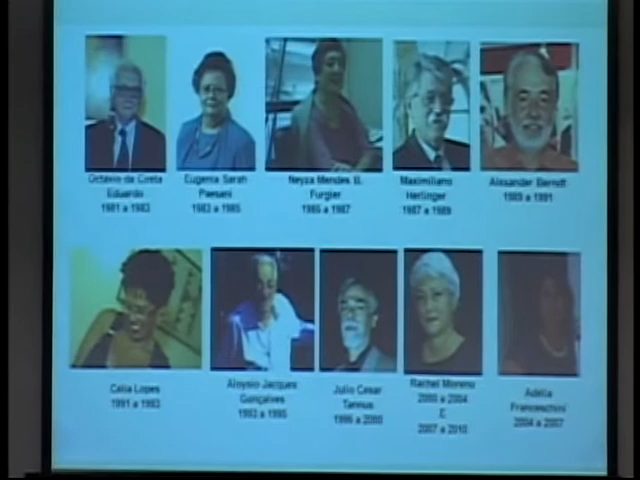 Octávio da Costa
Eduardo
1981 a 1983
Eugenia Sarah
Paesani
1983 a 1985
Neyza Mendes B.
Furgier
1985 a 1987
Maximiliano
Herlinger
1987 a 1989
Alexander Berndt
1989 a 1991
Celia Lopes
1991 a 1993
Aloysio Jacques
Gonçalves
1993 a 1995
Julio Cesar
Tannus
1996 a 2000
Rachel Moreno
2000 a 2004
E
2007 a 2010
Adélia
Franceschini
2004 a 2007